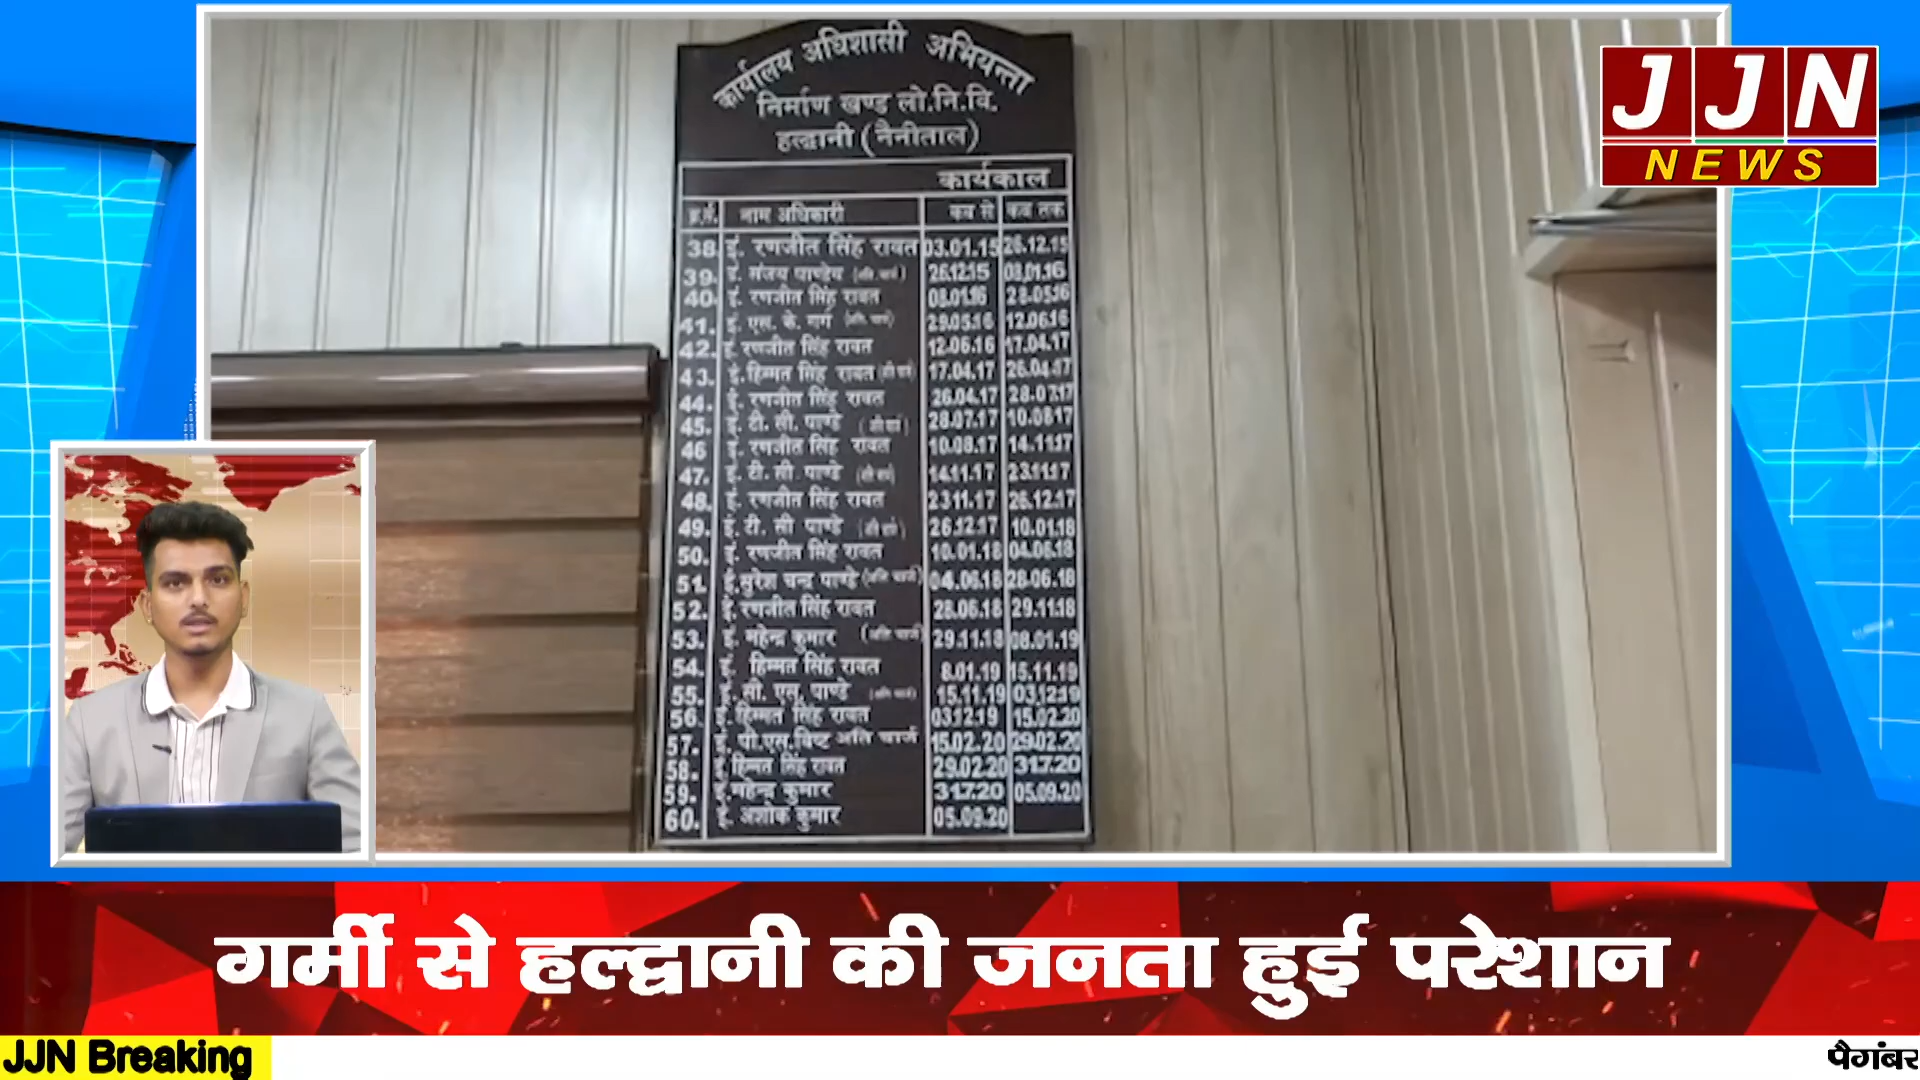 कार्यालय अधिशासी अभियन्ता
निर्माण खण्ड लो.नि.वि.
हल्द्वानी (नैनीताल)
कार्यकाल
क्र.सं. नाम अधिकारी कब से कब तक
38. इं. रणजीत सिंह रावत 03.01.15 26.12.15
39. इं. संजय पाण्डेय 26.12.15 08.01.16
40. इं. रणजीत सिंह रावत 08.01.16 28.05.16
41. इं. एस. के. गर्ग 29.05.16 12.06.16
42. इं. रणजीत सिंह रावत 12.06.16 17.04.17
43. इं. हिम्मत सिंह रावत 17.04.17 26.04.17
44. इं. रणजीत सिंह रावत 26.04.17 28.07.17
45. इं. टी. सी. पाण्डे 28.07.17 10.08.17
46 इं. रणजीत सिंह रावत 10.08.17 14.11.17
47. इं. टी. सी पाण्डे 14.11.17 23.11.17
48. इं. रणजीत सिंह रावत 23.11.17 26.12.17
49. इं. टी. सी पाण्डे 26.12.17 10.01.18
50. इं. रणजीत सिंह रावत 10.01.18 04.06.18
51. इं. सुरेश चन्द्र पाण्डे (अति चार्ज) 04.06.18 28.06.18
52. इं. रणजीत सिंह रावत 28.06.18 29.11.18
53. इं. महेन्द्र कुमार (अति चार्ज) 29.11.18 08.01.19
54. इं. हिम्मत सिंह रावत 8.01.19 15.11.19
55. इं. सी. एस. पाण्डे 15.11.19 03.12.19
56. इं. हिम्मत सिंह रावत 03.12.19 15.02.20
57. इं. पी.एस.बिष्ट अति चार्ज 15.02.20 29.02.20
58. इं. हिम्मत सिंह रावत 29.02.20 31.7.20
59. इं. महेन्द्र कुमार 31.7.20 05.09.20
60. इं. अशोक कुमार 05.09.20
JJN
NEWS
गर्मी से हल्द्वानी की जनता हुई परेशान
JJN Breaking
पैगंबर